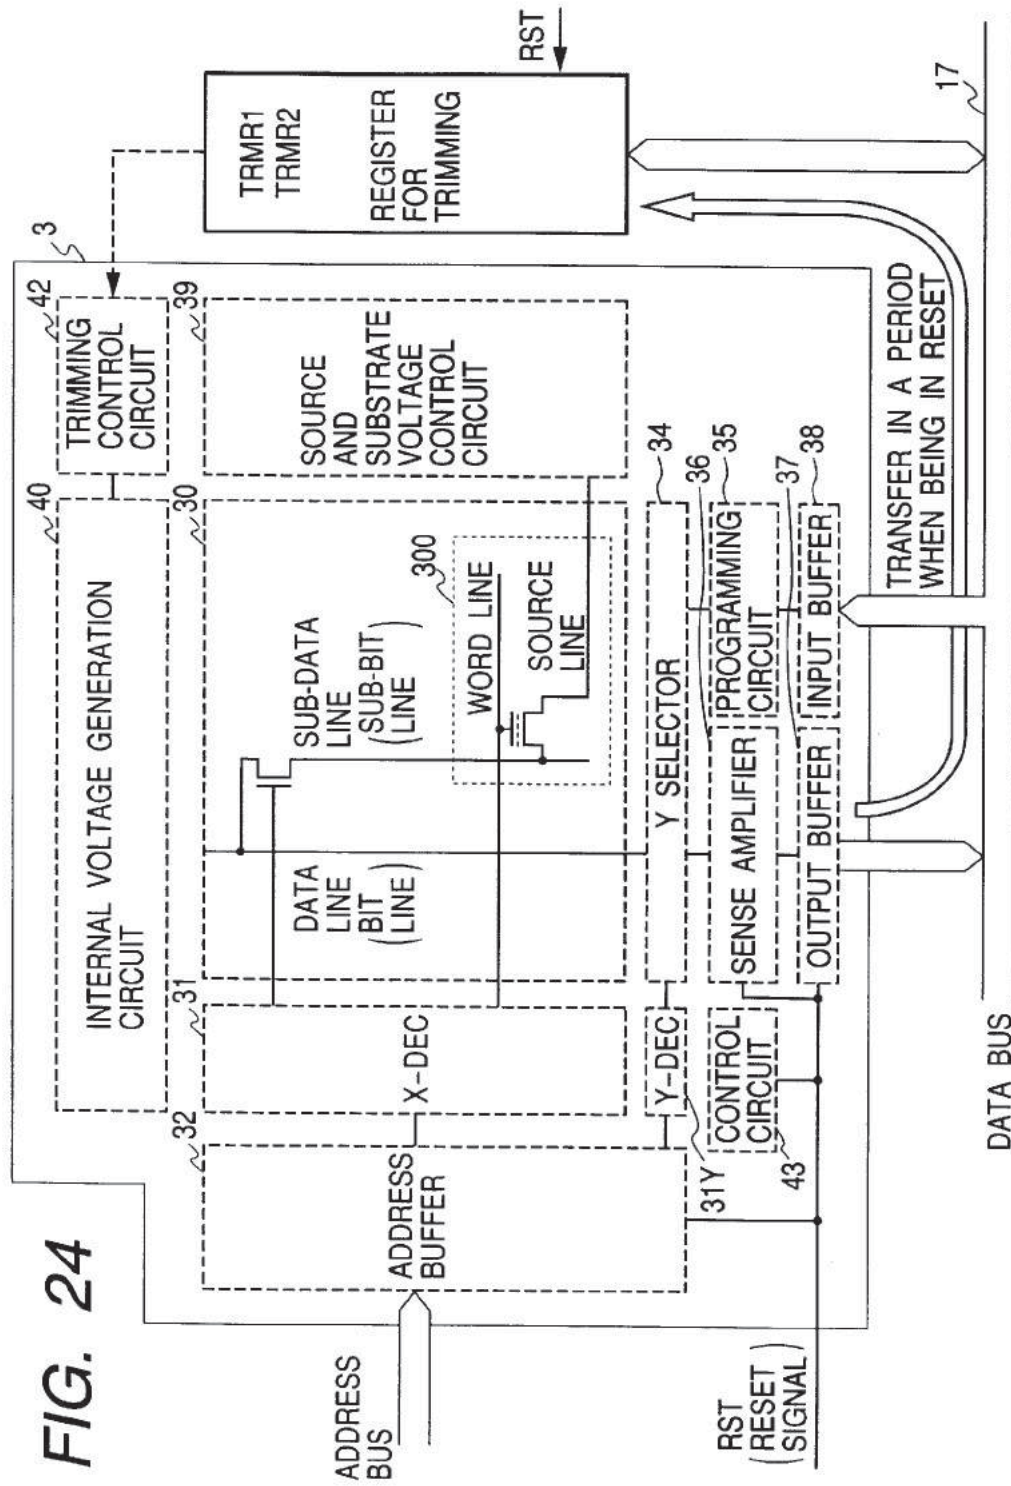 FIG. 24
ADDRESS
BUS
32
ADDRESS
BUFFER
31
X-DEC
40
INTERNAL VOLTAGE GENERATION
CIRCUIT
42
TRIMMING
CONTROL
CIRCUIT
3
30
DATA
LINE
(BIT
LINE)
SUB-DATA
LINE
(SUB-BIT
LINE)
300
WORD LINE
SOURCE
LINE
39
SOURCE
AND
SUBSTRATE
VOLTAGE
CONTROL
CIRCUIT
TRMR1
TRMR2
REGISTER
FOR
TRIMMING
RST
31Y
Y-DEC
Y SELECTOR
34
CONTROL
CIRCUIT
43
SENSE AMPLIFIER
36
PROGRAMMING
CIRCUIT
35
OUTPUT BUFFER
37
INPUT BUFFER
38
RST
(RESET
SIGNAL)
TRANSFER IN A PERIOD
WHEN BEING IN RESET
17
DATA BUS